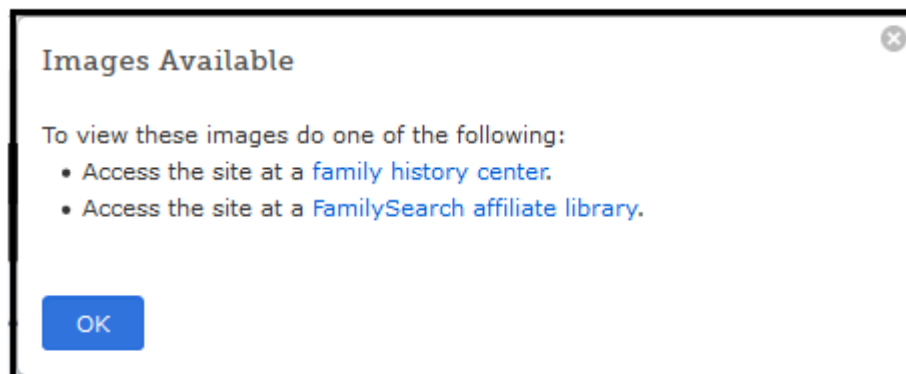 Images Available
To view these images do one of the following:
• Access the site at a family history center.
• Access the site at a FamilySearch affiliate library.
OK